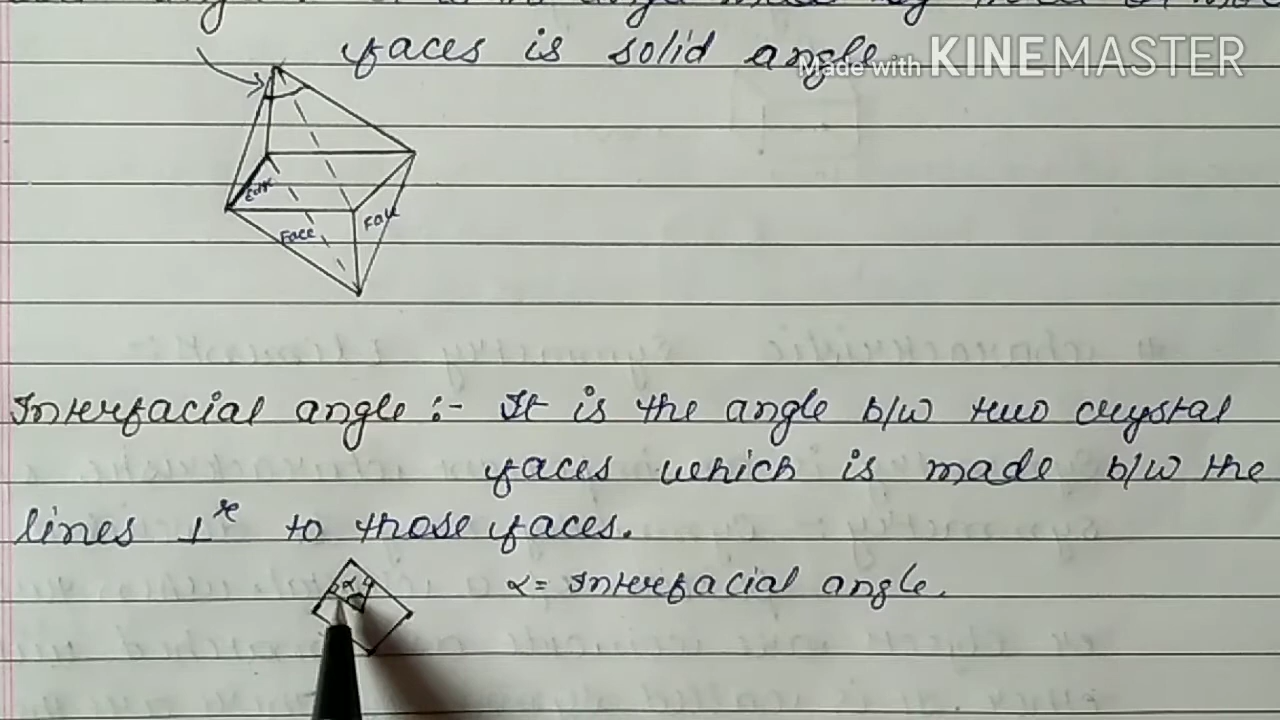 faces is solid angle
Made with KINEMASTER
Edge
Face
Face
Interfacial angle :- It is the angle b/w two crystal
faces which is made b/w the
lines ⊥r to those faces.
α
α = Interfacial angle.